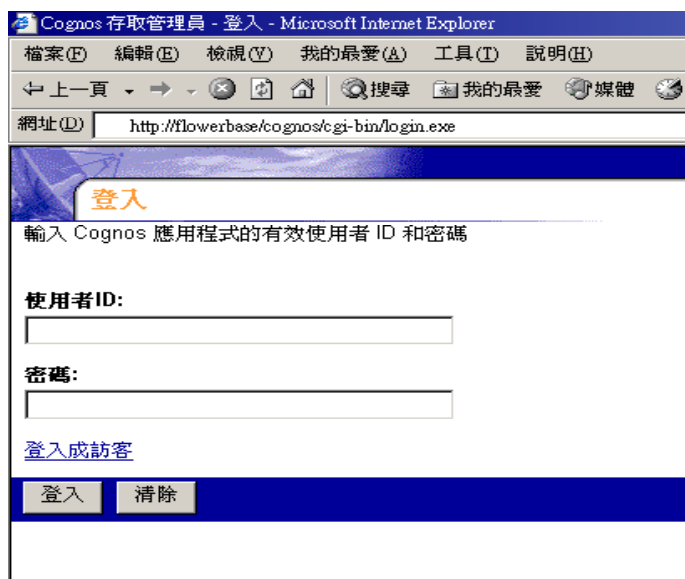 Cognos 存取管理員 - 登入 - Microsoft Internet Explorer
檔案(F) 編輯(E) 檢視(V) 我的最愛(A) 工具(T) 說明(H)
上一頁 搜尋 我的最愛 媒體
網址(D) http://flowerbase/cognos/cgi-bin/login.exe
登入
輸入 Cognos 應用程式的有效使用者 ID 和密碼
使用者ID:
密碼:
登入成訪客
登入 清除